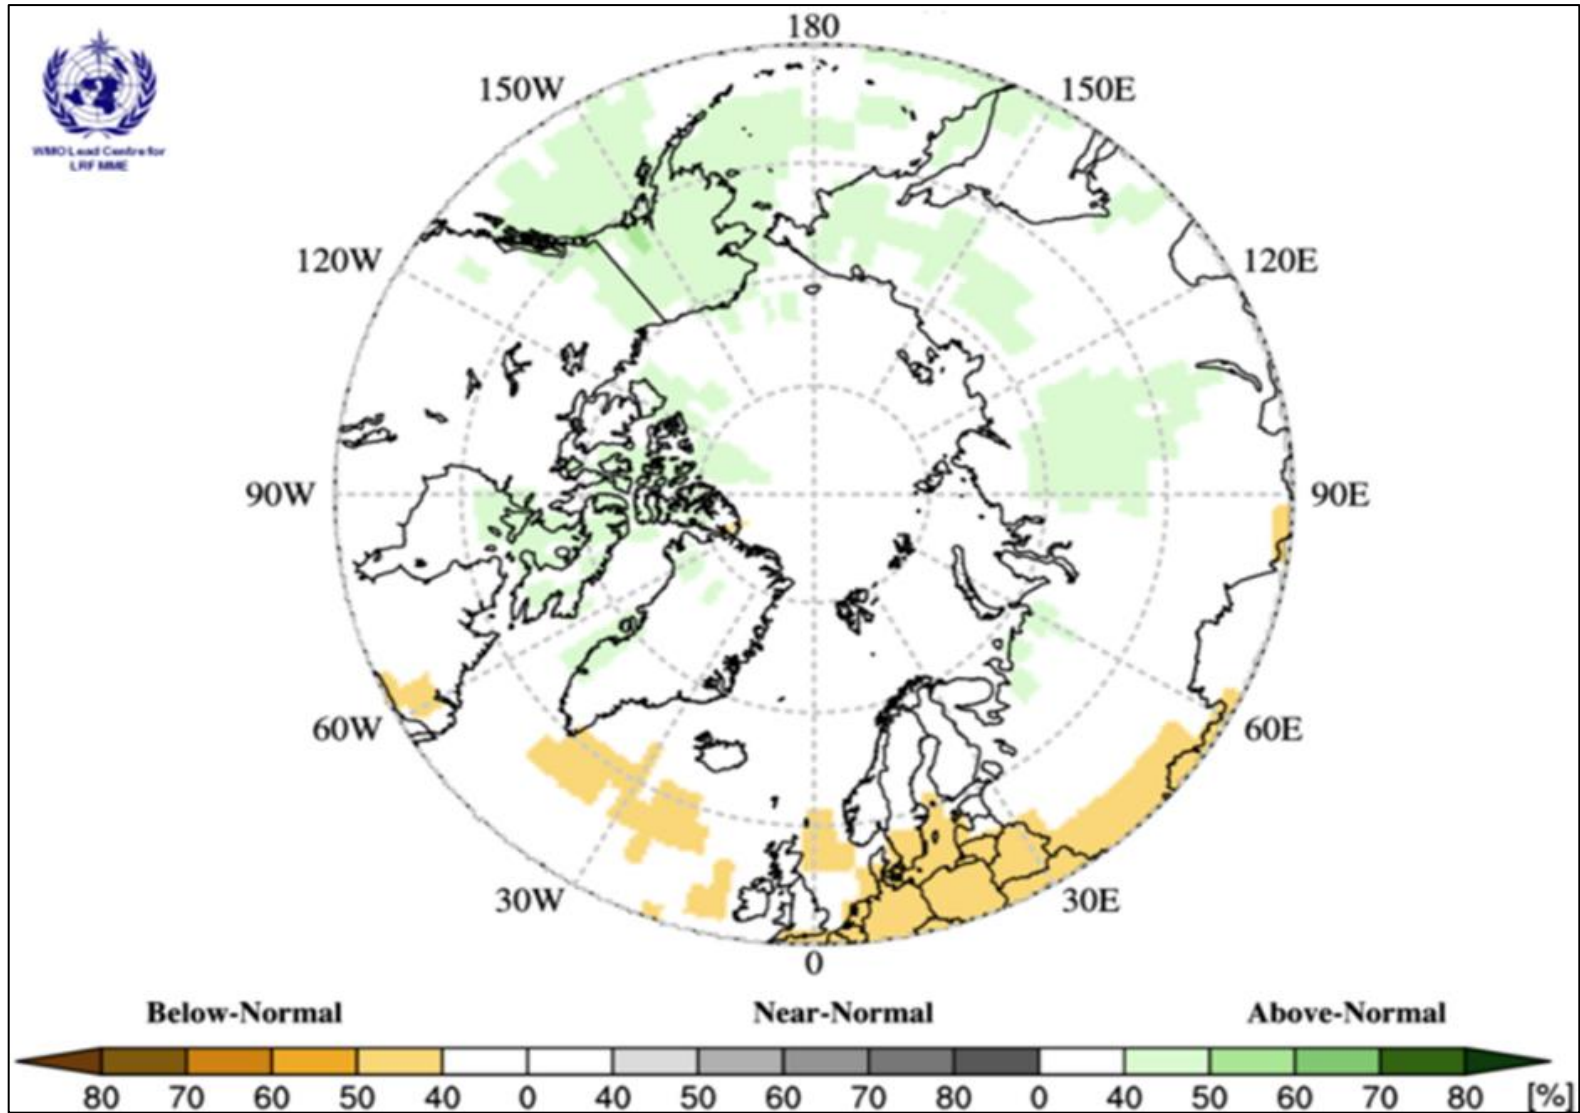 180
150W
150E
WMO Lead Centre for
LRF MME
120W
120E
90W
90E
60W
60E
30W
30E
0
Below-Normal
Near-Normal
Above-Normal
80 70 60 50 40 0 40 50 60 70 80 0 40 50 60 70 80 [%]